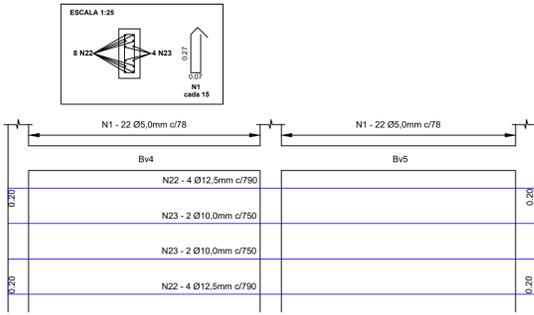 ESCALA 1:25
8 N22
4 N23
0.27
0.07
N1
cada 15
N1 - 22 Ø5,0mm c/78
N1 - 22 Ø5,0mm c/78
Bv4
Bv5
N22 - 4 Ø12,5mm c/790
0.20
0.20
N23 - 2 Ø10,0mm c/750
N23 - 2 Ø10,0mm c/750
N22 - 4 Ø12,5mm c/790
0.20
0.20